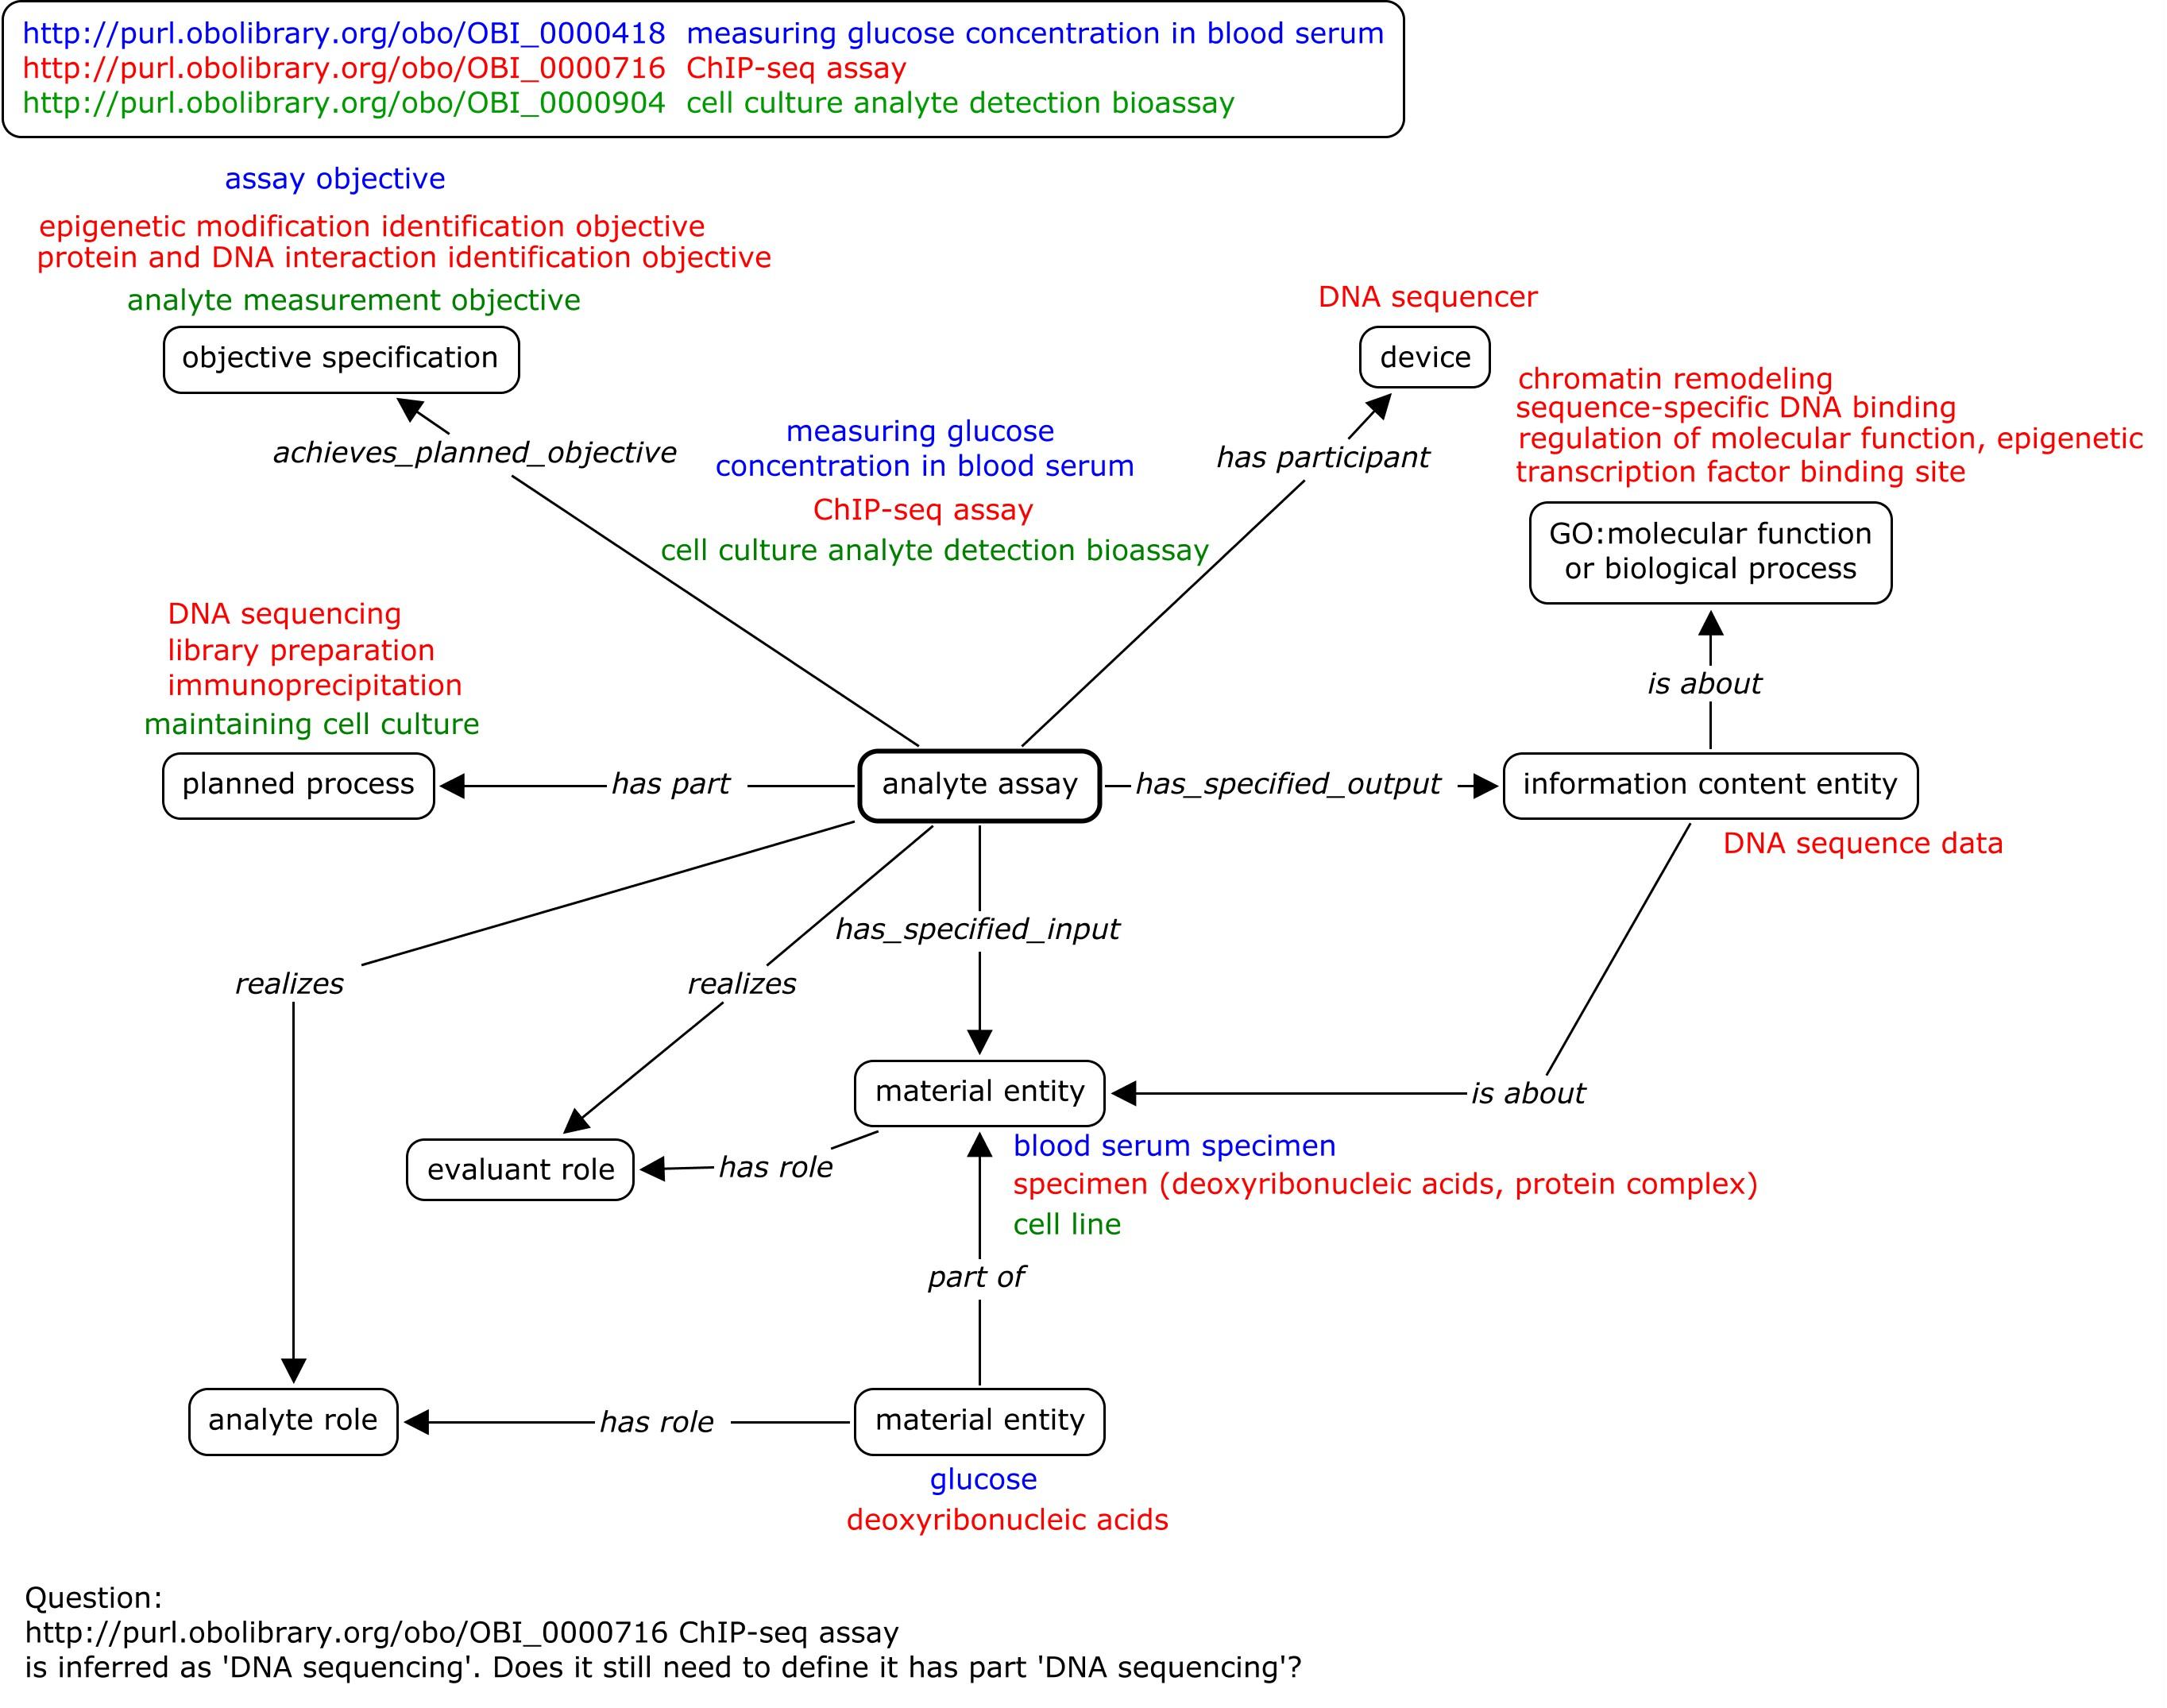 http://purl.obolibrary.org/obo/OBI_0000418 measuring glucose concentration in blood serum
http://purl.obolibrary.org/obo/OBI_0000716 ChIP-seq assay
http://purl.obolibrary.org/obo/OBI_0000904 cell culture analyte detection bioassay
assay objective
epigenetic modification identification objective
protein and DNA interaction identification objective
analyte measurement objective
objective specification
achieves_planned_objective
measuring glucose
concentration in blood serum
ChIP-seq assay
cell culture analyte detection bioassay
DNA sequencer
device
has participant
chromatin remodeling
sequence-specific DNA binding
regulation of molecular function, epigenetic
transcription factor binding site
GO:molecular function
or biological process
is about
DNA sequencing
library preparation
immunoprecipitation
maintaining cell culture
planned process
has part
analyte assay
has_specified_output
information content entity
DNA sequence data
has_specified_input
realizes
realizes
material entity
is about
blood serum specimen
specimen (deoxyribonucleic acids, protein complex)
cell line
evaluant role
has role
part of
analyte role
has role
material entity
glucose
deoxyribonucleic acids
Question:
http://purl.obolibrary.org/obo/OBI_0000716 ChIP-seq assay
is inferred as 'DNA sequencing'. Does it still need to define it has part 'DNA sequencing'?